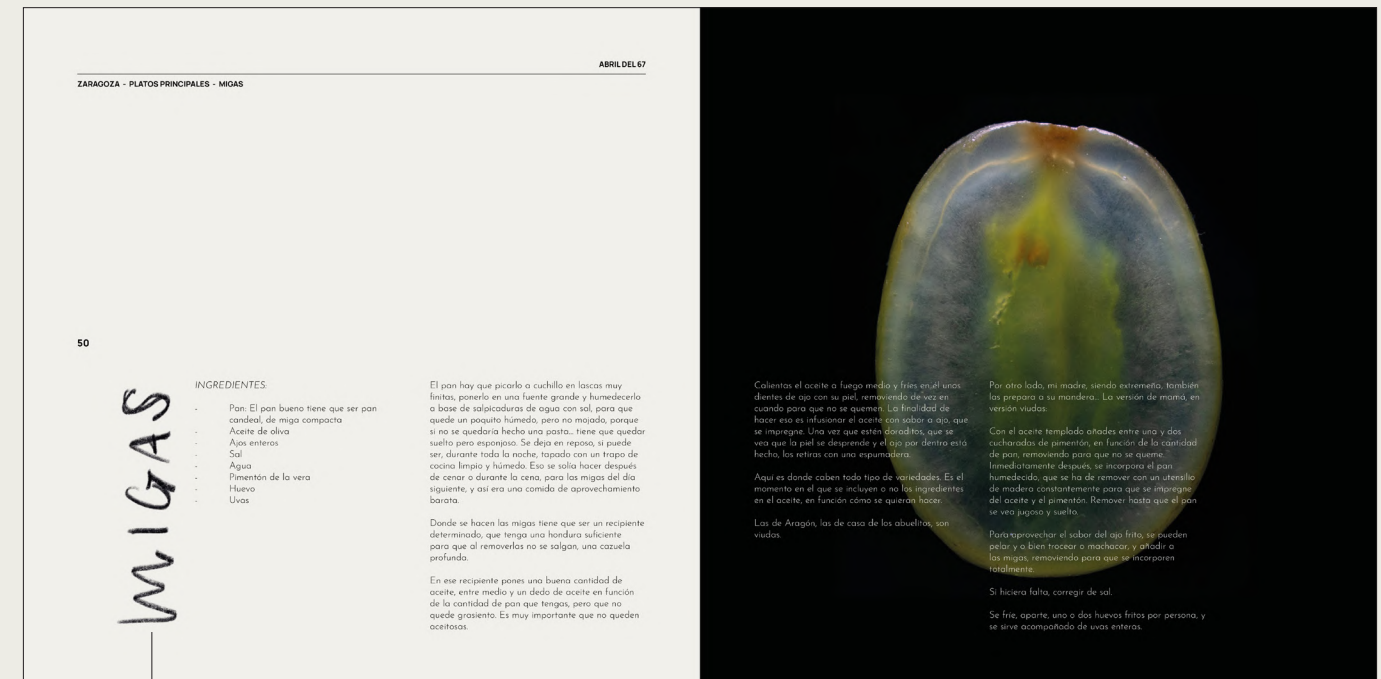 ABRIL DEL 67
ZARAGOZA - PLATOS PRINCIPALES - MIGAS
50
MIGAS
INGREDIENTES:
- Pan: El pan bueno tiene que ser pan
candeal, de miga compacta
- Aceite de oliva
- Ajos enteros
- Sal
- Agua
- Pimentón de la vera
- Huevo
- Uvas
El pan hay que picarlo a cuchillo en lascas muy
finitas, ponerlo en una fuente grande y humedecerlo
a base de salpicaduras de agua con sal, para que
quede un poquito húmedo, pero no mojado, porque
si no se quedaría hecho una pasta... tiene que quedar
suelto pero esponjoso. Se deja en reposo, si puede
ser, durante toda la noche, tapado con un trapo de
cocina limpio y húmedo. Eso se solía hacer después
de cenar o durante la cena, para las migas del día
siguiente, y así era una comida de aprovechamiento
barata.
Donde se hacen las migas tiene que ser un recipiente
determinado, que tenga una hondura suficiente
para que al removerlas no se salgan, una cazuela
profunda.
En ese recipiente pones una buena cantidad de
aceite, entre medio y un dedo de aceite en función
de la cantidad de pan que tengas, pero que no
quede grasiento. Es muy importante que no queden
aceitosas.
Calientas el aceite a fuego medio y fríes en él unos
dientes de ajo con su piel, removiendo de vez en
cuando para que no se quemen. La finalidad de
hacer eso es infusionar el aceite con sabor a ajo, que
se impregne. Una vez que estén doraditos, que se
vea que la piel se desprende y el ajo por dentro está
hecho, los retiras con una espumadera.
Aquí es donde caben todo tipo de variedades. Es el
momento en el que se incluyen o no los ingredientes
en el aceite, en función cómo se quieran hacer.
Las de Aragón, las de casa de los abuelitos, son
viudas.
Por otro lado, mi madre, siendo extremeña, también
las prepara a su mandera... La versión de mamá, en
versión viudas:
Con el aceite templado añades entre una y dos
cucharadas de pimentón, en función de la cantidad
de pan, removiendo para que no se queme.
Inmediatamente después, se incorpora el pan
humedecido, que se ha de remover con un utensilio
de madera constantemente para que se impregne
del aceite y el pimentón. Remover hasta que el pan
se vea jugoso y suelto.
Para aprovechar el sabor del ajo frito, se pueden
pelar y o bien trocear o machacar, y añadir a
las migas, removiendo para que se incorporen
totalmente.
Si hiciera falta, corregir de sal.
Se fríe, aparte, uno o dos huevos fritos por persona, y
se sirve acompañado de uvas enteras.